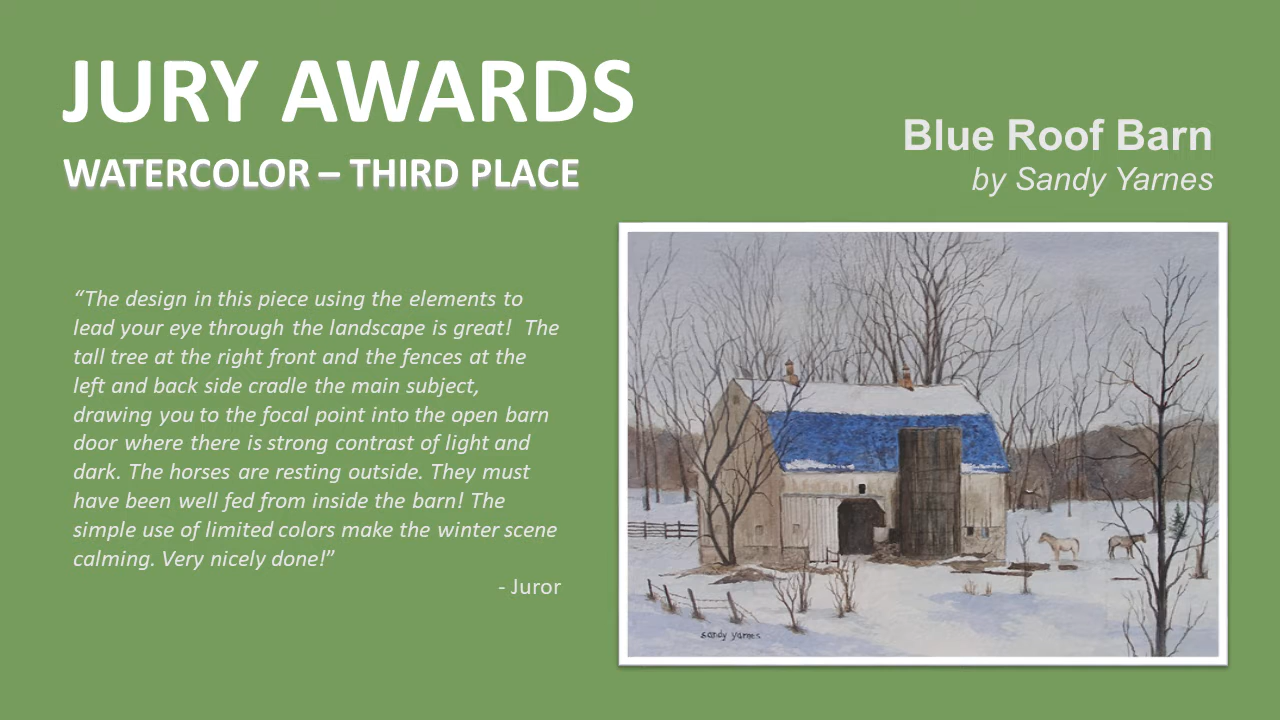 JURY AWARDS
WATERCOLOR – THIRD PLACE
Blue Roof Barn
by Sandy Yarnes
“The design in this piece using the elements to
lead your eye through the landscape is great!  The
tall tree at the right front and the fences at the
left and back side cradle the main subject,
drawing you to the focal point into the open barn
door where there is strong contrast of light and
dark. The horses are resting outside. They must
have been well fed from inside the barn! The
simple use of limited colors make the winter scene
calming. Very nicely done!”
- Juror
sandy yarnes